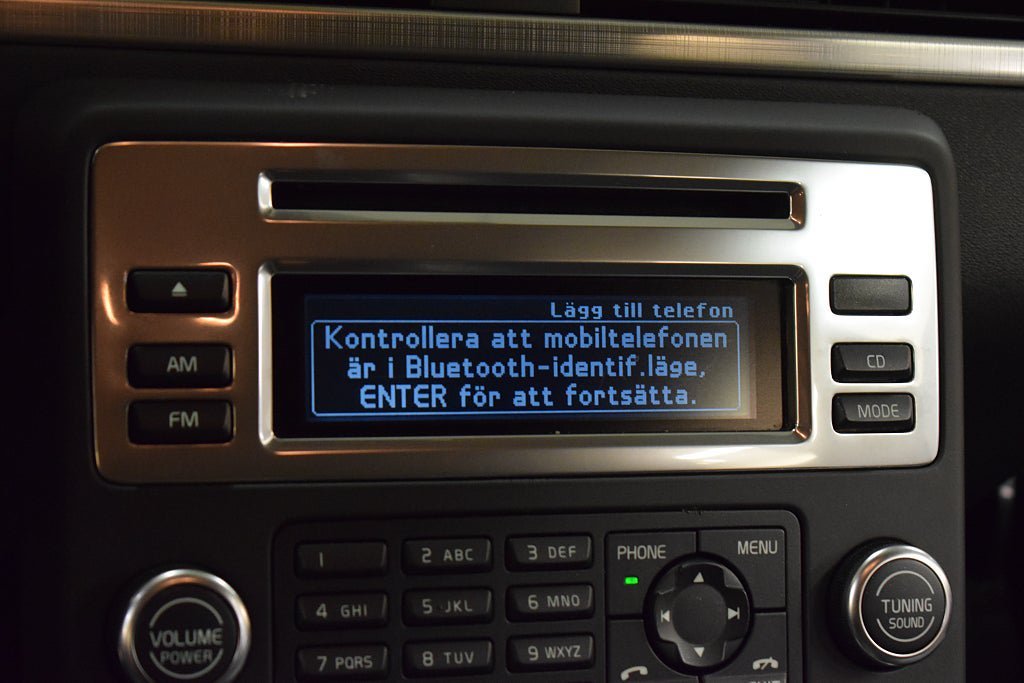 Lägg till telefon
Kontrollera att mobiltelefonen
är i Bluetooth-identif.läge,
ENTER för att fortsätta.
AM
FM
CD
MODE
1
2 ABC
3 DEF
4 GHI
5 JKL
6 MNO
7 PQRS
8 TUV
9 WXYZ
PHONE
MENU
VOLUME
POWER
TUNING
SOUND